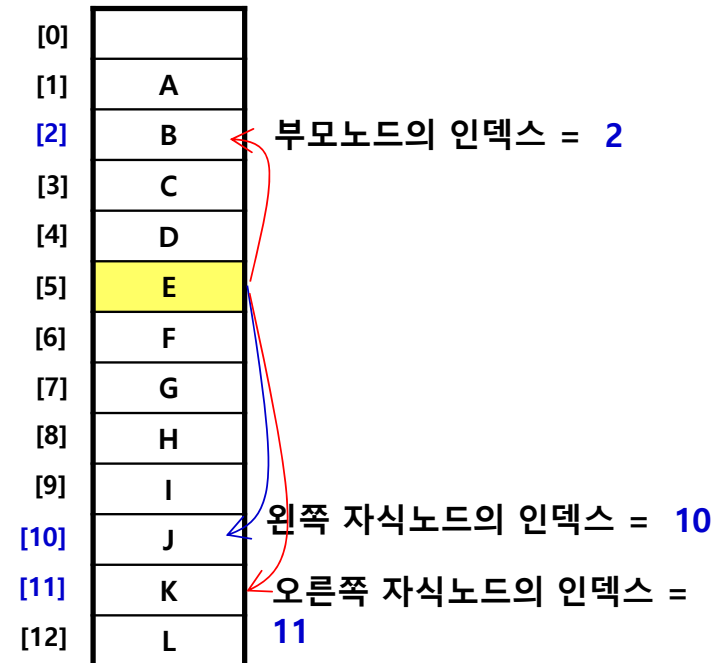 [0]
[1] A
[2] B 부모노드의 인덱스 = 2
[3] C
[4] D
[5] E
[6] F
[7] G
[8] H
[9] I
왼쪽 자식노드의 인덱스 = 10
[10] J
[11] K 오른쪽 자식노드의 인덱스 =
11
[12] L